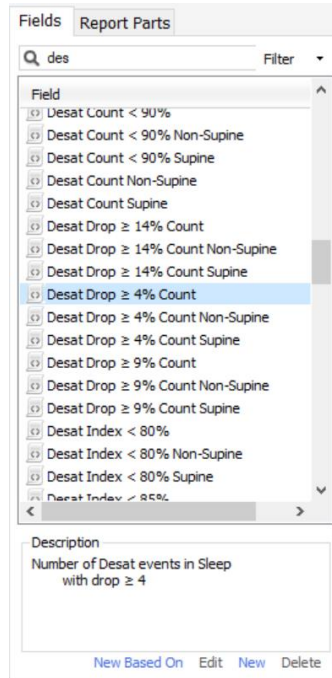 Fields Report Parts
des Filter
Field
Desat Count < 90%
Desat Count < 90% Non-Supine
Desat Count < 90% Supine
Desat Count Non-Supine
Desat Count Supine
Desat Drop ≥ 14% Count
Desat Drop ≥ 14% Count Non-Supine
Desat Drop ≥ 14% Count Supine
Desat Drop ≥ 4% Count
Desat Drop ≥ 4% Count Non-Supine
Desat Drop ≥ 4% Count Supine
Desat Drop ≥ 9% Count
Desat Drop ≥ 9% Count Non-Supine
Desat Drop ≥ 9% Count Supine
Desat Index < 80%
Desat Index < 80% Non-Supine
Desat Index < 80% Supine
Desat Index < 85%
Description
Number of Desat events in Sleep
with drop ≥ 4
New Based On Edit New Delete